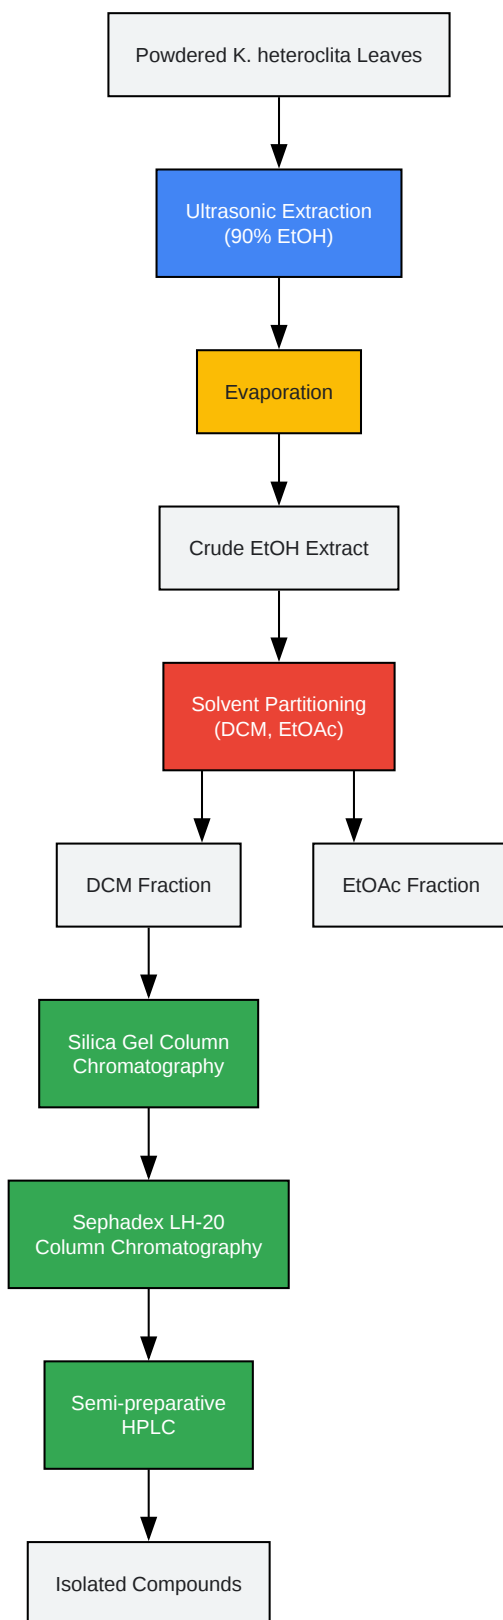 Powdered K. heteroclita Leaves
Ultrasonic Extraction
(90% EtOH)
Evaporation
Crude EtOH Extract
Solvent Partitioning
(DCM, EtOAc)
DCM Fraction
EtOAc Fraction
Silica Gel Column
Chromatography
Sephadex LH-20
Column Chromatography
Semi-preparative
HPLC
Isolated Compounds